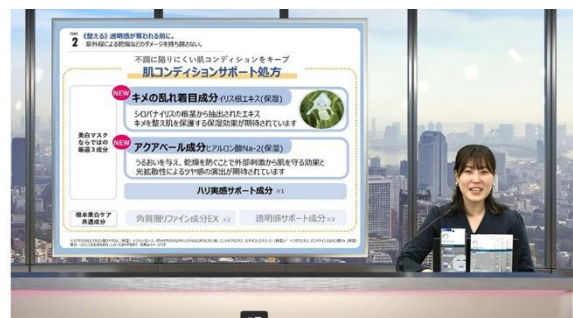 POINT
2 《整える》透明感が奪われる前に。
紫外線による乾燥などのダメージを持ち越さない。
不調に陥りにくい肌コンディションをキープ
肌コンディションサポート処方
美白マスク
ならではの
厳選3成分
NEW
キメの乱れ着目成分 イリス根エキス(保湿)
シロバナイリスの根茎から抽出されたエキス
キメを整え肌を保護する保湿効果が期待されています
NEW
アクアベール成分 ヒアルロン酸Na-2(保湿)
うるおいを与え、乾燥を防ぐことで外部刺激から肌を守る効果と
光拡散性によるツヤ感の演出が期待されています
ハリ実感サポート成分 ※1
根本美白ケア
共通成分
角質層リファイン成分EX ※2
透明感サポート成分 ※3